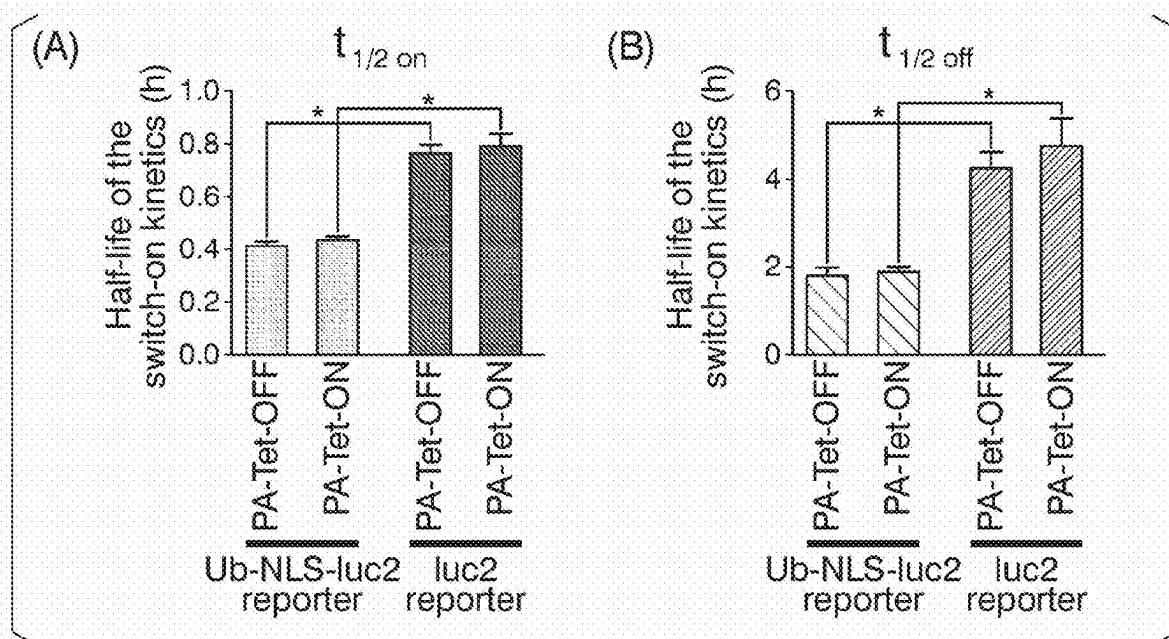 (A)
t 1/2 on
Half-life of the
switch-on kinetics (h)
1.0
0.8
0.6
0.4
0.2
0.0
*
*
PA-Tet-OFF
PA-Tet-ON
PA-Tet-OFF
PA-Tet-ON
Ub-NLS-luc2
reporter
luc2
reporter
(B)
t 1/2 off
Half-life of the
switch-on kinetics (h)
6
4
2
0
*
*
PA-Tet-OFF
PA-Tet-ON
PA-Tet-OFF
PA-Tet-ON
Ub-NLS-luc2
reporter
luc2
reporter